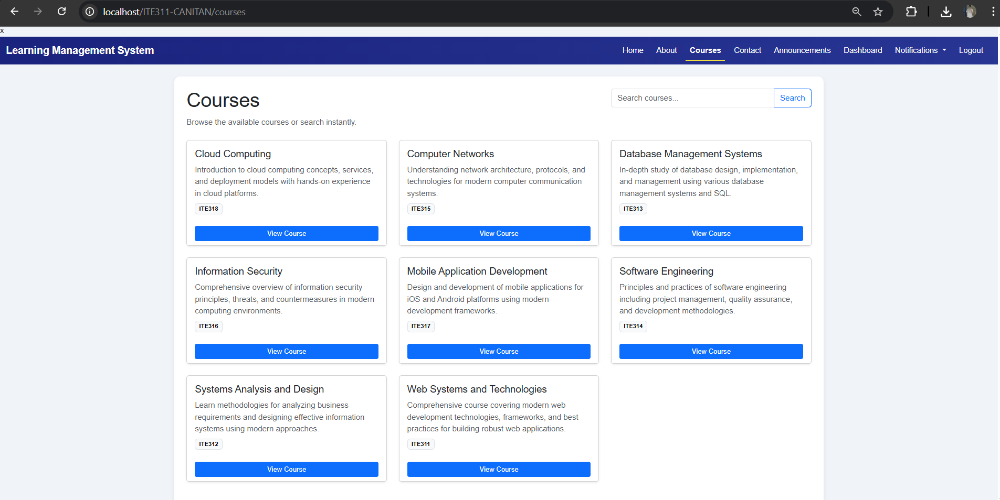 localhost/ITE311-CANITAN/courses
x
Learning Management System
Home About Courses Contact Announcements Dashboard Notifications Logout
Courses
Search courses... Search
Browse the available courses or search instantly.
Cloud Computing
Introduction to cloud computing concepts, services,
and deployment models with hands-on experience
in cloud platforms.
ITE318
View Course
Computer Networks
Understanding network architecture, protocols, and
technologies for modern computer communication
systems.
ITE315
View Course
Database Management Systems
In-depth study of database design, implementation,
and management using various database
management systems and SQL.
ITE313
View Course
Information Security
Comprehensive overview of information security
principles, threats, and countermeasures in modern
computing environments.
ITE316
View Course
Mobile Application Development
Design and development of mobile applications for
iOS and Android platforms using modern
development frameworks.
ITE317
View Course
Software Engineering
Principles and practices of software engineering
including project management, quality assurance,
and development methodologies.
ITE314
View Course
Systems Analysis and Design
Learn methodologies for analyzing business
requirements and designing effective information
systems using modern approaches.
ITE312
View Course
Web Systems and Technologies
Comprehensive course covering modern web
development technologies, frameworks, and best
practices for building robust web applications.
ITE311
View Course